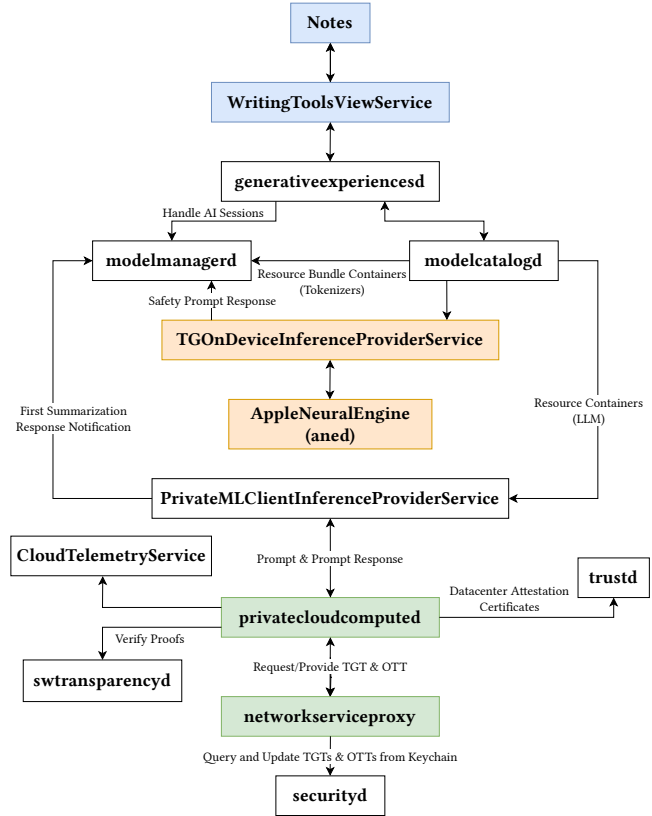 Notes
WritingToolsViewService
generativeexperiencesd
Handle AI Sessions
modelmanagerd
modelcatalogd
Resource Bundle Containers
(Tokenizers)
Safety Prompt Response
TGOnDeviceInferenceProviderService
AppleNeuralEngine
(aned)
First Summarization
Response Notification
Resource Containers
(LLM)
PrivateMLClientInferenceProviderService
CloudTelemetryService
Prompt & Prompt Response
trustd
Datacenter Attestation
Certificates
privatecloudcomputed
Verify Proofs
swtransparencyd
Request/Provide TGT & OTT
networkserviceproxy
Query and Update TGTs & OTTs from Keychain
securityd